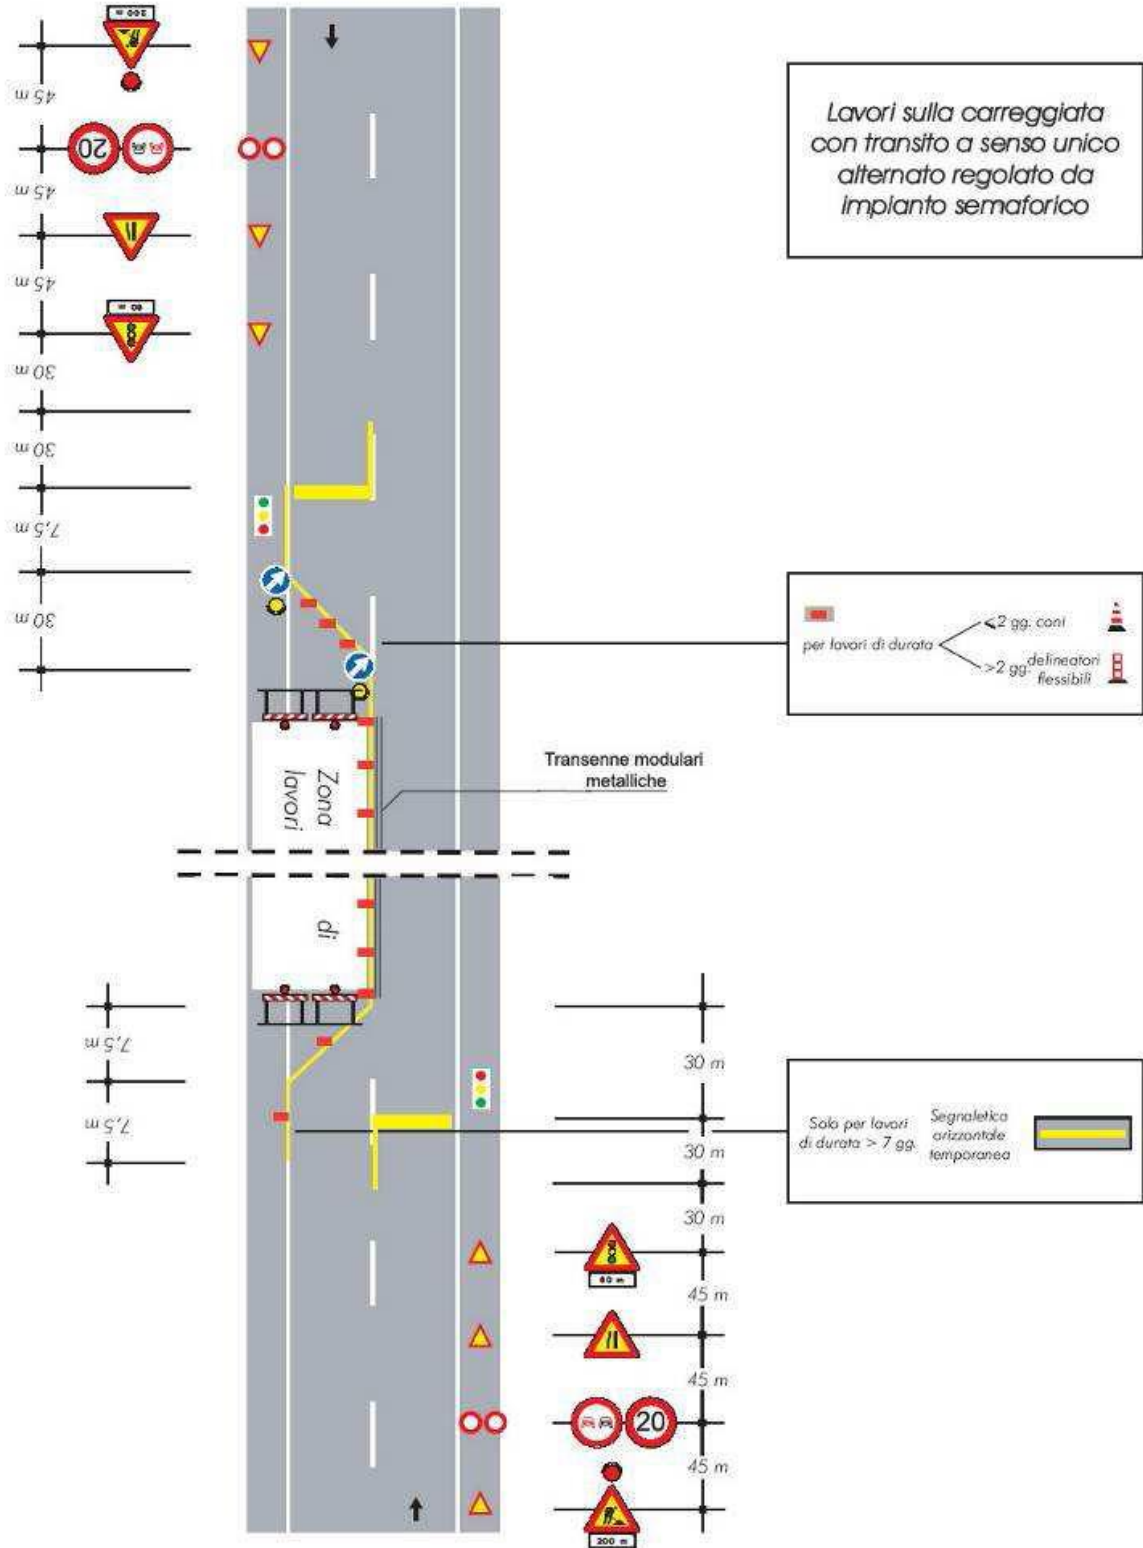 200 m
45 m
20
45 m
45 m
60 m
30 m
30 m
7,5 m
30 m
Lavori sulla carreggiata
con transito a senso unico
alternato regolato da
impianto semaforico
per lavori di durata
⩽2 gg. coni
>2 gg. delineatori
flessibili
Transenne modulari
metalliche
Zona
lavori
di
7,5 m
7,5 m
30 m
30 m
30 m
Solo per lavori
di durata > 7 gg.
Segnaletica
orizzontale
temporanea
60 m
45 m
45 m
20
45 m
200 m